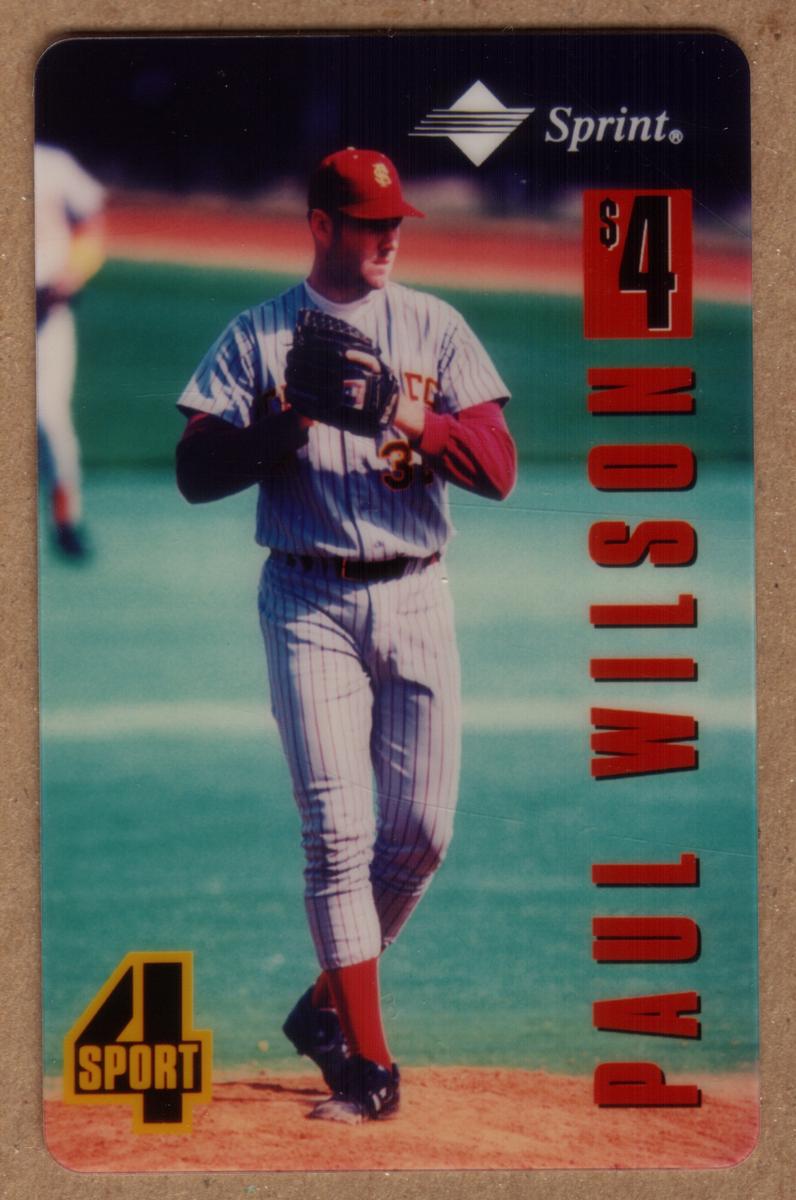 Sprint®
$4
PAUL WILSON
4
SPORT